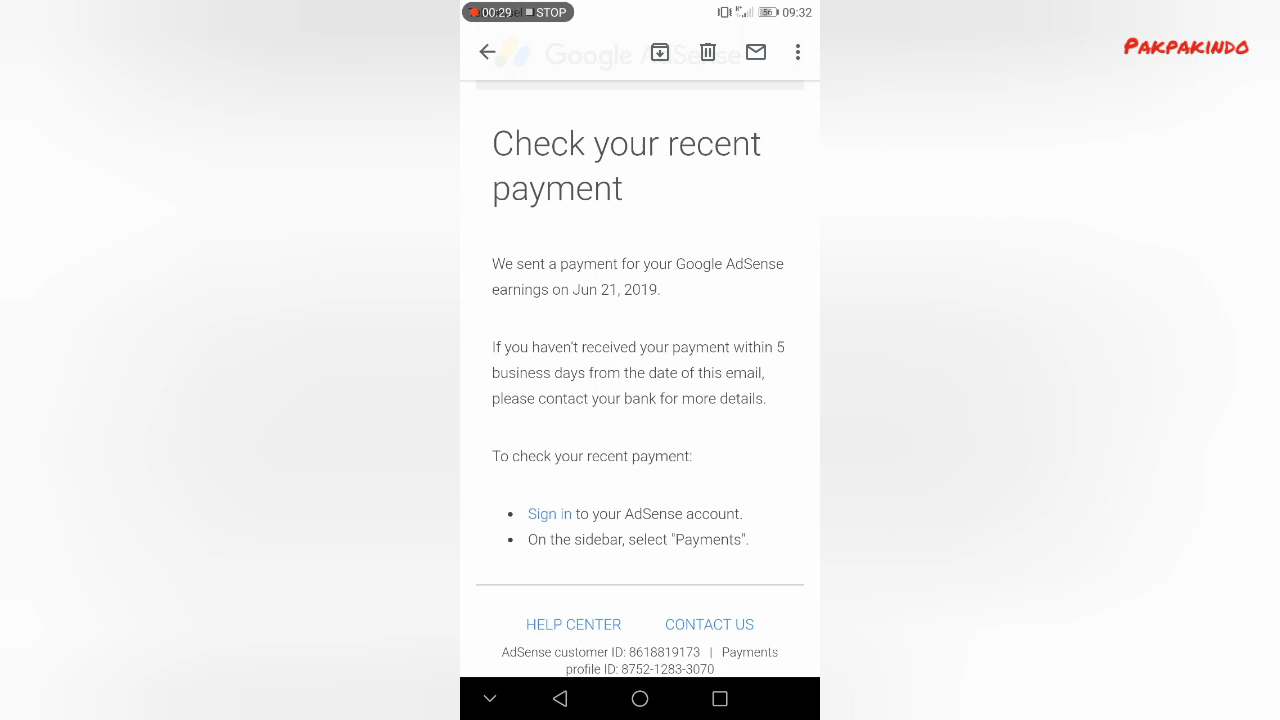 00:29 STOP
56 09:32
PAKPAKINDO
Google AdSense
Check your recent
payment
We sent a payment for your Google AdSense
earnings on Jun 21, 2019.
If you haven't received your payment within 5
business days from the date of this email,
please contact your bank for more details.
To check your recent payment:
• Sign in to your AdSense account.
• On the sidebar, select "Payments".
HELP CENTER CONTACT US
AdSense customer ID: 8618819173 | Payments
profile ID: 8752-1283-3070